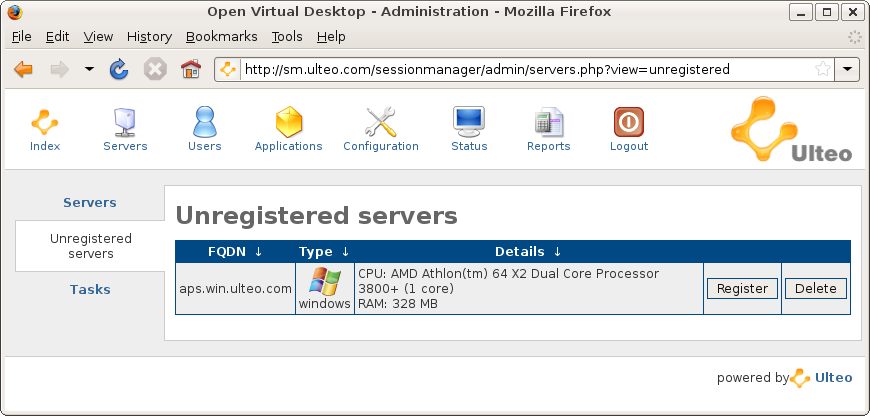 Open Virtual Desktop - Administration - Mozilla Firefox
File Edit View History Bookmarks Tools Help
http://sm.ulteo.com/sessionmanager/admin/servers.php?view=unregistered
Index Servers Users Applications Configuration Status Reports Logout
Ulteo
Servers
Unregistered
servers
Tasks
Unregistered servers
FQDN ↓ Type ↓ Details ↓
aps.win.ulteo.com
windows
CPU: AMD Athlon(tm) 64 X2 Dual Core Processor
3800+ (1 core)
RAM: 328 MB
Register Delete
powered by Ulteo